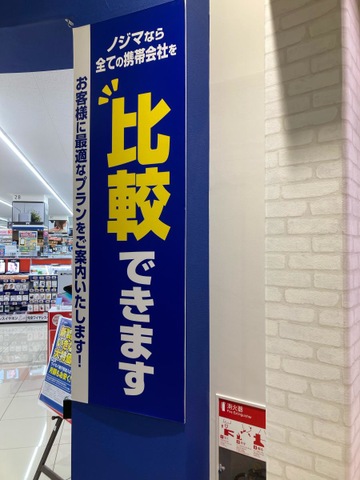 ノジマなら
全ての携帯会社を
比較できます
お客様に最適なプランをご案内いたします！
消火器
Fire Extinguisher